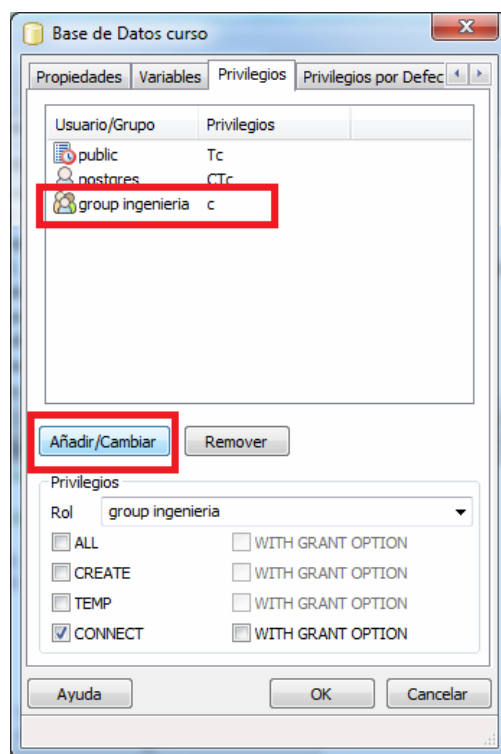 Base de Datos curso
x
Propiedades Variables Privilegios Privilegios por Defec
Usuario/Grupo Privilegios
public Tc
postgres CTc
group ingenieria c
Añadir/Cambiar Remover
Privilegios
Rol group ingenieria
ALL WITH GRANT OPTION
CREATE WITH GRANT OPTION
TEMP WITH GRANT OPTION
CONNECT WITH GRANT OPTION
Ayuda OK Cancelar